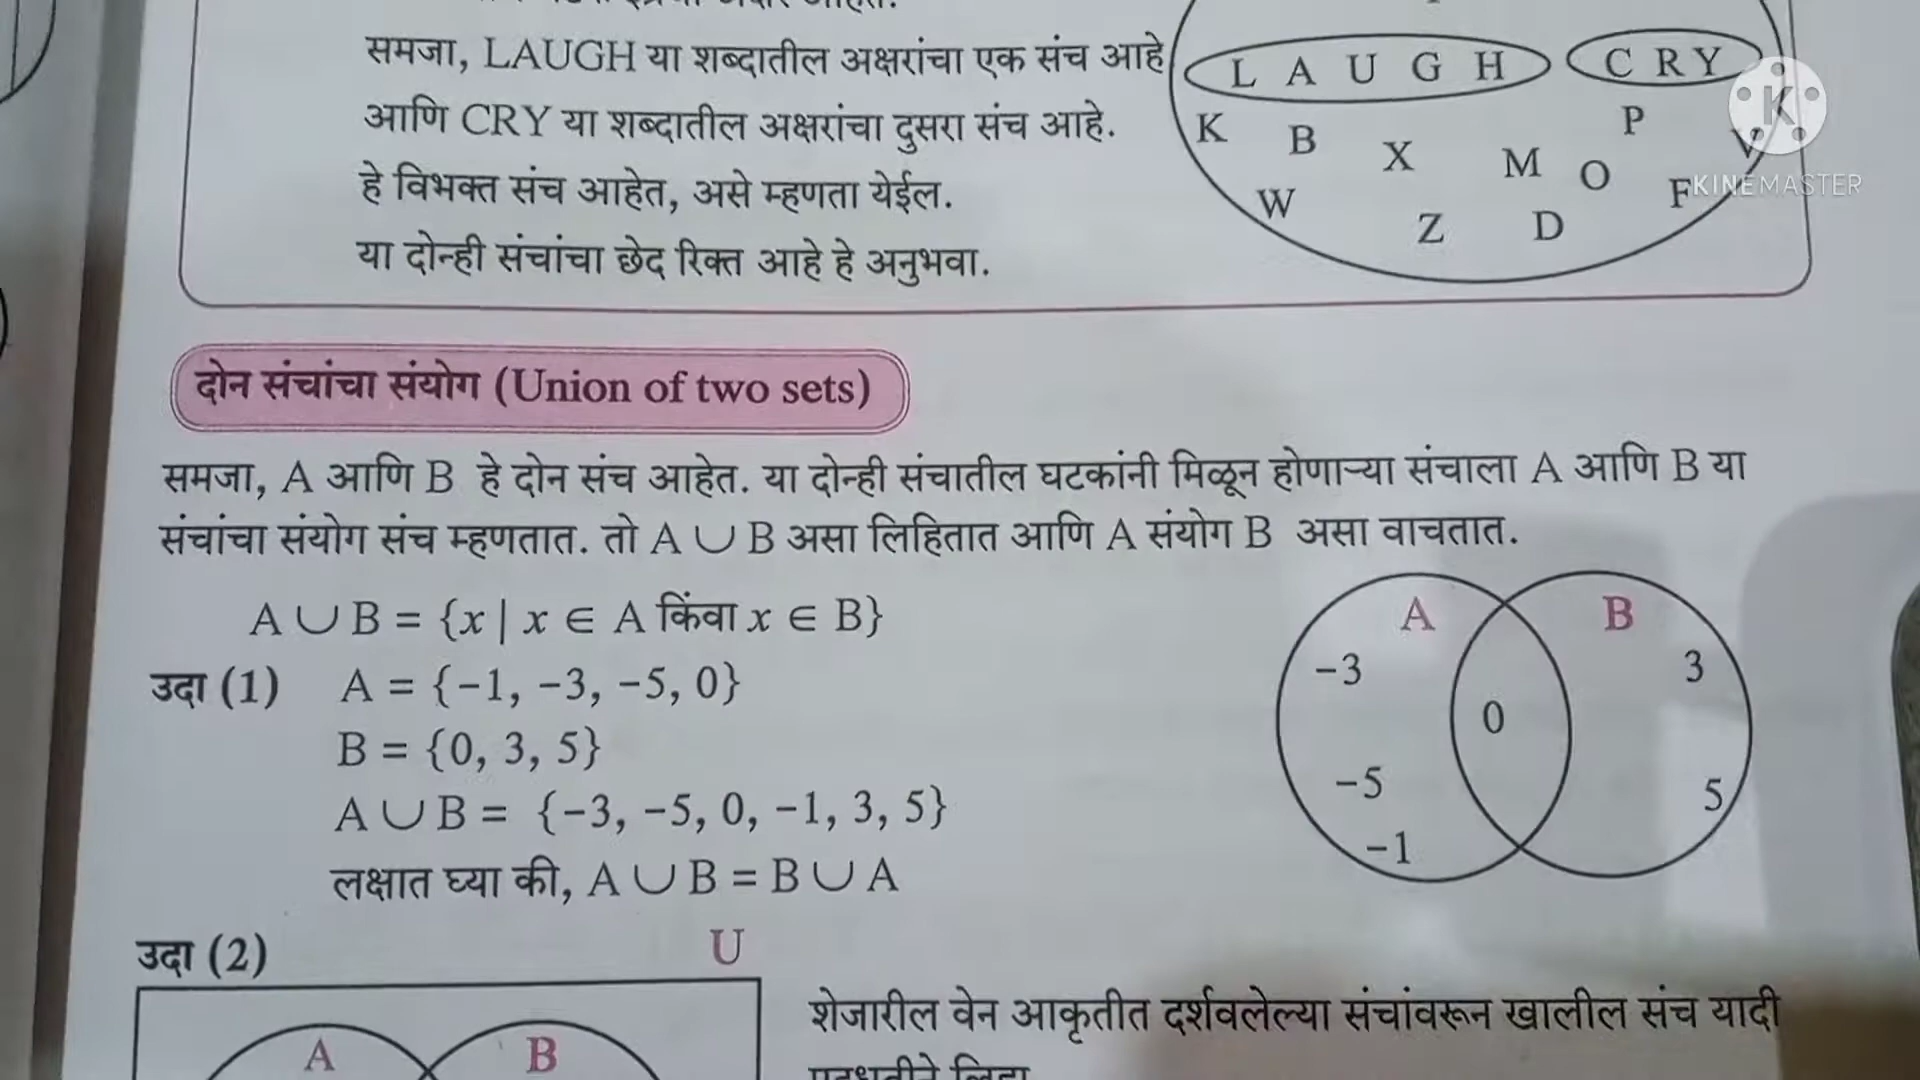 समजा, LAUGH या शब्दातील अक्षरांचा एक संच आहे
आणि CRY या शब्दातील अक्षरांचा दुसरा संच आहे.
हे विभक्त संच आहेत, असे म्हणता येईल.
या दोन्ही संचांचा छेद रिक्त आहे हे अनुभवा.
L A U G H C R Y
K B X M O P V
W Z D F
K
KINEMASTER
दोन संचांचा संयोग (Union of two sets)
समजा, A आणि B हे दोन संच आहेत. या दोन्ही संचातील घटकांनी मिळून होणाऱ्या संचाला A आणि B या
संचांचा संयोग संच म्हणतात. तो A ∪ B असा लिहितात आणि A संयोग B असा वाचतात.
A ∪ B = {x | x ∈ A किंवा x ∈ B}
उदा (1) A = {-1, -3, -5, 0}
B = {0, 3, 5}
A ∪ B = {-3, -5, 0, -1, 3, 5}
लक्षात घ्या की, A ∪ B = B ∪ A
A B
-3 3
0
-5 5
-1
उदा (2) U
A B
शेजारील वेन आकृतीत दर्शवलेल्या संचांवरून खालील संच यादी